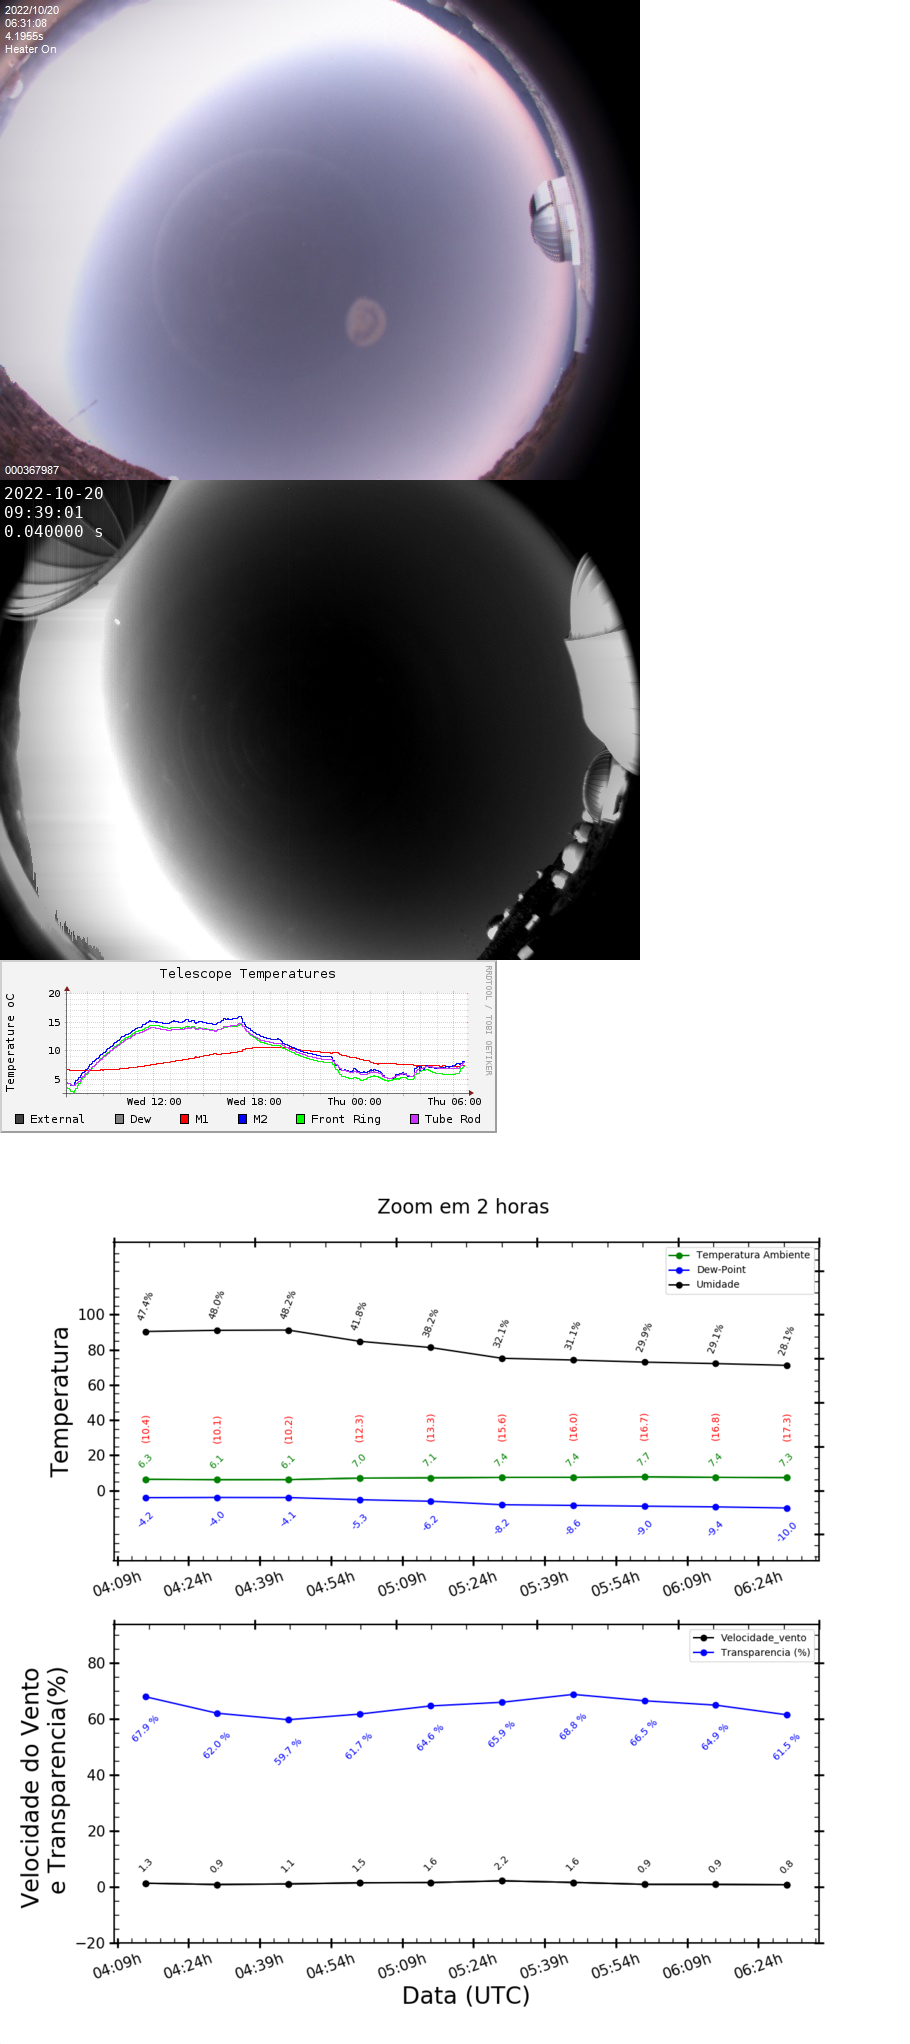 2022/10/20
06:31:08
4.1955s
Heater On
000367987
2022-10-20
09:39:01
0.040000 s
Telescope Temperatures
RRDTOOL / TOBI OETIKER
Temperature oC
20
15
10
5
Wed 12:00 Wed 18:00 Thu 00:00 Thu 06:00
External Dew M1 M2 Front Ring Tube Rod
Zoom em 2 horas
Temperatura Ambiente
Dew-Point
Umidade
Temperatura
100
80
60
40
20
0
47.4% 48.0% 48.2% 41.8% 38.2% 32.1% 31.1% 29.9% 29.1% 28.1%
(10.4) (10.1) (10.2) (12.3) (13.3) (15.6) (16.0) (16.7) (16.8) (17.3)
6.3 6.1 6.1 7.0 7.1 7.4 7.4 7.7 7.4 7.3
-4.2 -4.0 -4.1 -5.3 -6.2 -8.2 -8.6 -9.0 -9.4 -10.0
04:09h 04:24h 04:39h 04:54h 05:09h 05:24h 05:39h 05:54h 06:09h 06:24h
Velocidade_vento
Transparencia (%)
Velocidade do Vento
e Transparencia(%)
80
60
40
20
0
−20
67.9 % 62.0 % 59.7 % 61.7 % 64.6 % 65.9 % 68.8 % 66.5 % 64.9 % 61.5 %
1.3 0.9 1.1 1.5 1.6 2.2 1.6 0.9 0.9 0.8
04:09h 04:24h 04:39h 04:54h 05:09h 05:24h 05:39h 05:54h 06:09h 06:24h
Data (UTC)